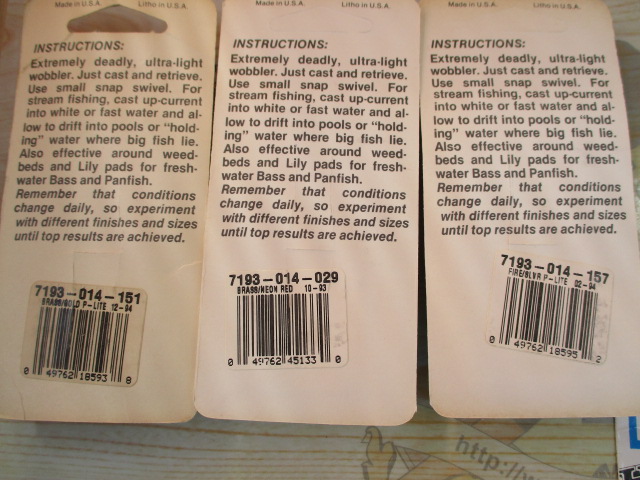 Made in U.S.A. Litho in U.S.A.
INSTRUCTIONS:
Extremely deadly, ultra-light
wobbler. Just cast and retrieve.
Use small snap swivel. For
stream fishing, cast up-current
into white or fast water and al-
low to drift into pools or “hold-
ing” water where big fish lie.
Also effective around weed-
beds and Lily pads for fresh-
water Bass and Panfish.
Remember that conditions
change daily, so experiment
with different finishes and sizes
until top results are achieved.
7193-014-151
BRASS/GOLD P-LITE 12-94
0 49762 18593 8
Made in U.S.A. Litho in U.S.A.
INSTRUCTIONS:
Extremely deadly, ultra-light
wobbler. Just cast and retrieve.
Use small snap swivel. For
stream fishing, cast up-current
into white or fast water and al-
low to drift into pools or “hold-
ing” water where big fish lie.
Also effective around weed-
beds and Lily pads for fresh-
water Bass and Panfish.
Remember that conditions
change daily, so experiment
with different finishes and sizes
until top results are achieved.
7193-014-029
BRASS/NEON RED 10-93
0 49762 45133 0
Made in U.S.A. Litho in U.S.A.
INSTRUCTIONS:
Extremely deadly, ultra-light
wobbler. Just cast and retrieve.
Use small snap swivel. For
stream fishing, cast up-current
into white or fast water and al-
low to drift into pools or “hold-
ing” water where big fish lie.
Also effective around weed-
beds and Lily pads for fresh-
water Bass and Panfish.
Remember that conditions
change daily, so experiment
with different finishes and sizes
until top results are achieved.
7193-014-157
FIRE/SLVR P-LITE 02-94
0 49762 18595 2
http://w